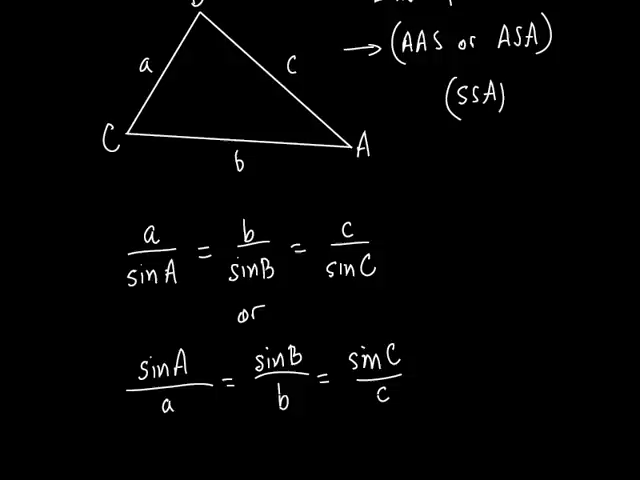 a
c
→ (AAS or ASA)
(SSA)
C
A
b
a/sinA = b/sinB = c/sinC
or
sinA/a = sinB/b = sinC/c